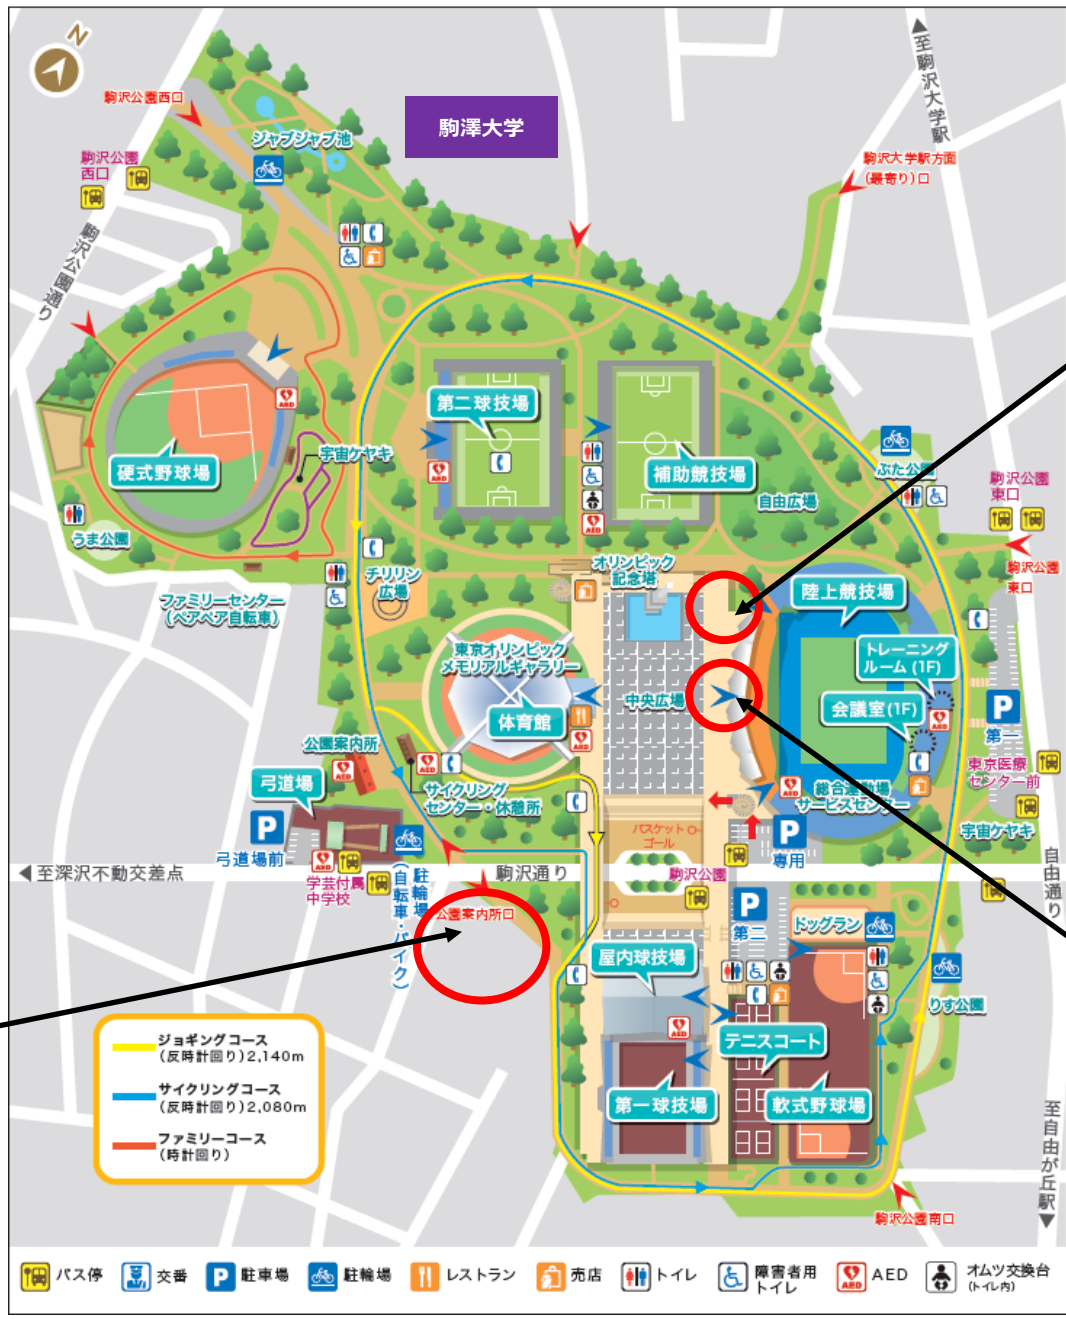 N
駒沢公園西口
駒澤大学
▲至駒沢大学駅
ジャブジャブ池
駒沢公園
西口
駒沢大学駅方面
(最寄り)口
駒沢公園通り
第二球技場
宇宙ケヤキ
硬式野球場
補助競技場
ぶた公園
自由広場
駒沢公園
東口
うま公園
オリンピック
記念塔
チリリン
広場
駒沢公園
東口
陸上競技場
ファミリーセンター
(ペアペア自転車)
東京オリンピック
メモリアルギャラリー
トレーニング
ルーム(1F)
中央広場
会議室(1F)
体育館
P
第一
公園案内所
東京医療
センター前
弓道場
サイクリング
センター・休憩所
総合運動場
サービスセンター
P
弓道場前
バスケット
ゴール
P
専用
宇宙ケヤキ
◀至深沢不動交差点
駒沢通り
自由通り
学芸付属
中学校
駐輪場
(自転車・バイク)
駒沢公園
公園案内所口
P
第二
ドッグラン
屋内球技場
りす公園
テニスコート
第一球技場
軟式野球場
ジョギングコース
(反時計回り)2,140m
サイクリングコース
(反時計回り)2,080m
ファミリーコース
(時計回り)
至自由が丘駅▼
駒沢公園南口
バス停
交番
P 駐車場
駐輪場
レストラン
売店
トイレ
障害者用
トイレ
AED AED
オムツ交換台
(トイレ内)